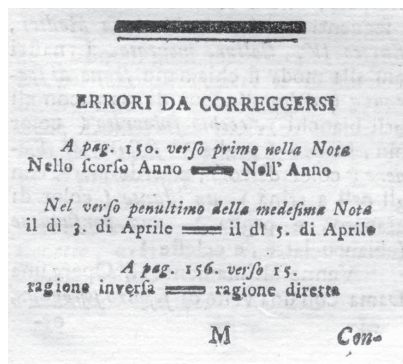 ERRORI DA CORREGGERSI
A pag. 150. verſo primo nella Nota
Nello ſcorſo Anno === Nell' Anno
Nel verſo penultimo della medeſima Nota
il dì 3. di Aprile === il dì 5. di Aprile
A pag. 156. verſo 15.
ragione inverſa === ragione diretta
M Con-